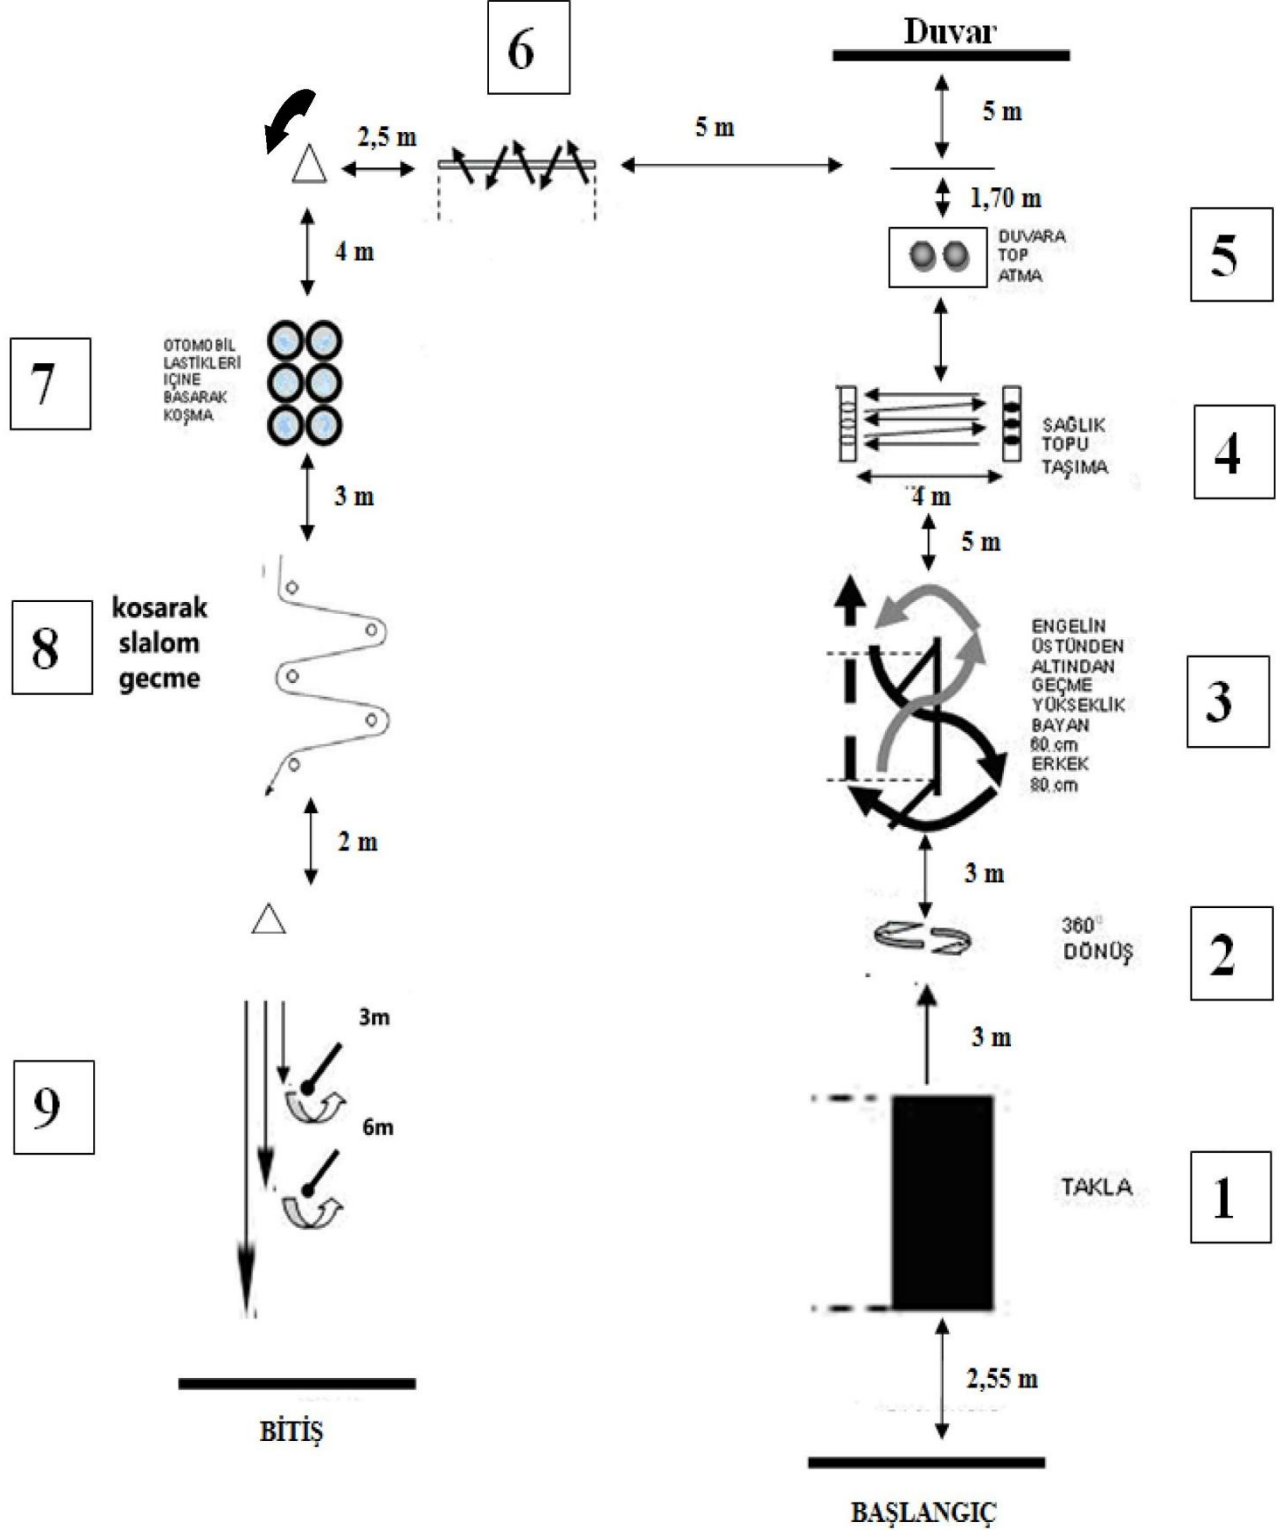 6
Duvar
5 m
2,5 m
5 m
1,70 m
4 m
DUVARA
TOP
ATMA
5
7
OTOMOBİL
LASTİKLERİ
IÇINE
BASARAK
KOŞMA
SAĞLIK
TOPU
TAŞIMA
4
3 m
4 m
5 m
8
kosarak
slalom
gecme
ENGELİN
ÜSTÜNDEN
ALTINDAN
GEÇME
YÜKSEKLİK
BAYAN
60.cm
ERKEK
80.cm
3
2 m
3 m
360°
DÖNÜŞ
2
3m
3 m
9
6m
TAKLA
1
2,55 m
BİTİŞ
BAŞLANGIÇ